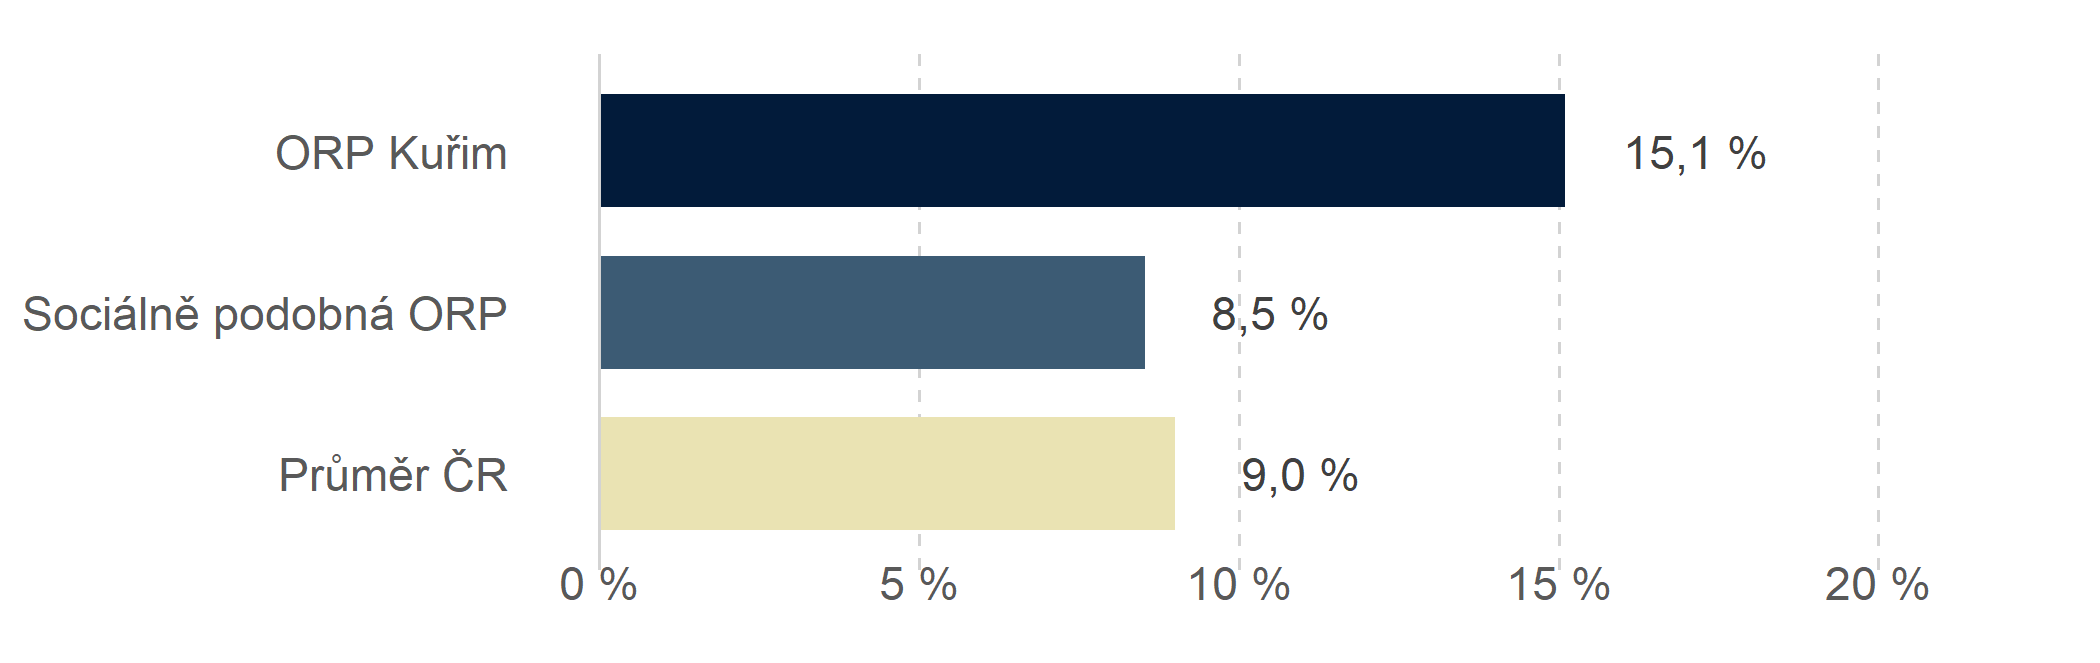 ORP Kuřim
15,1 %
Sociálně podobná ORP
8,5 %
Průměr ČR
9,0 %
0 %
5 %
10 %
15 %
20 %